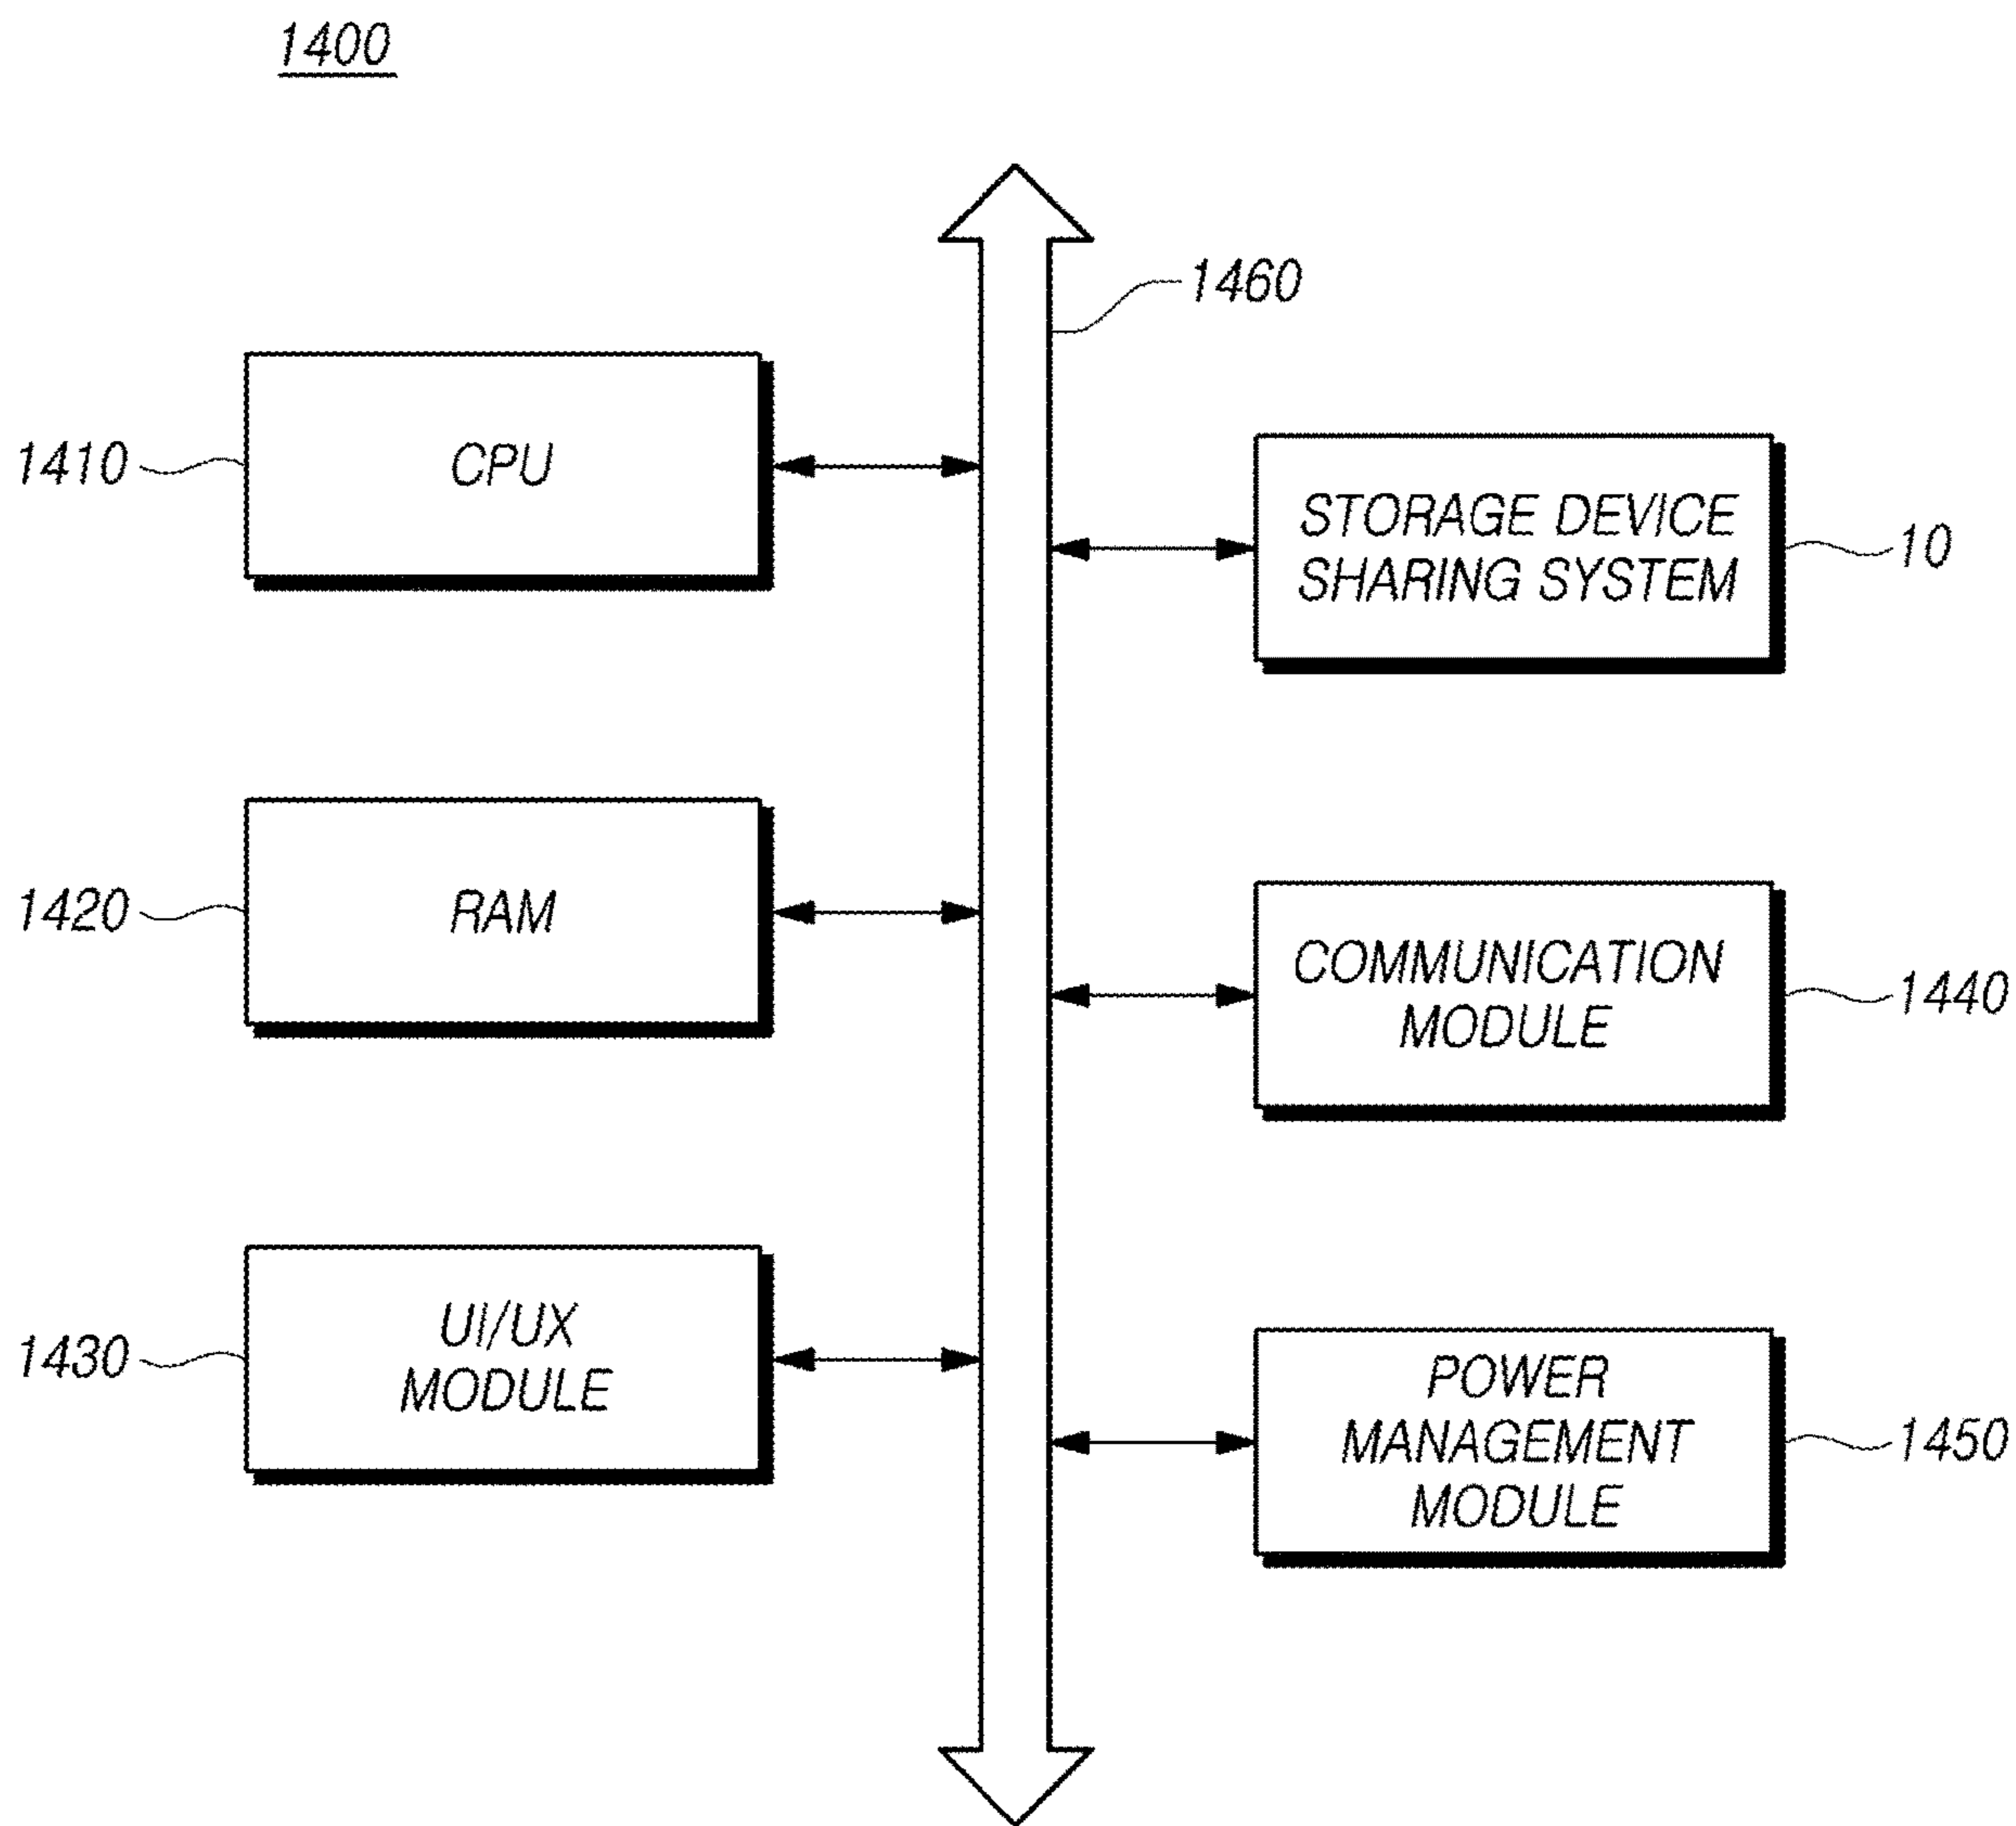 1400
1460
1410
CPU
STORAGE DEVICE
SHARING SYSTEM
10
1420
RAM
COMMUNICATION
MODULE
1440
1430
UI/UX
MODULE
POWER
MANAGEMENT
MODULE
1450